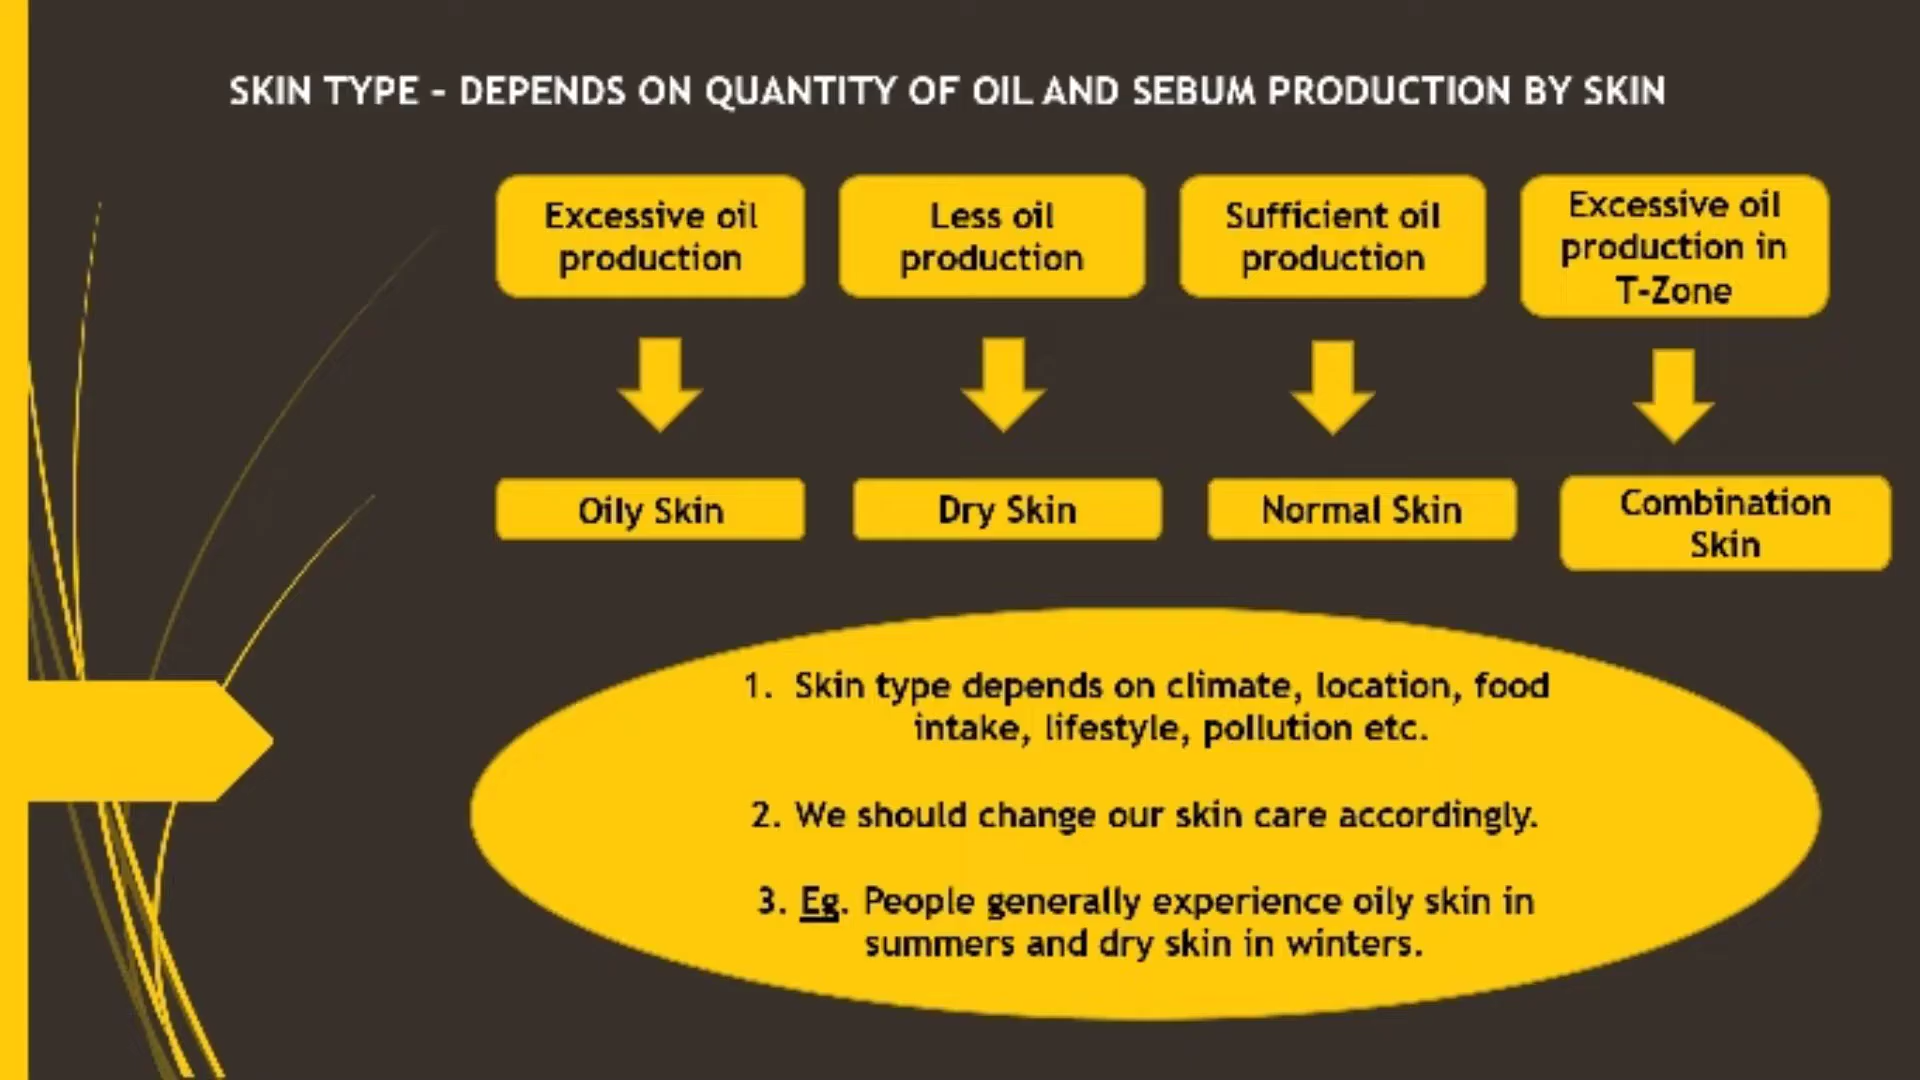 SKIN TYPE - DEPENDS ON QUANTITY OF OIL AND SEBUM PRODUCTION BY SKIN
Excessive oil
production
Less oil
production
Sufficient oil
production
Excessive oil
production in
T-Zone
Oily Skin
Dry Skin
Normal Skin
Combination
Skin
1. Skin type depends on climate, location, food
intake, lifestyle, pollution etc.
2. We should change our skin care accordingly.
3. Eg. People generally experience oily skin in
summers and dry skin in winters.